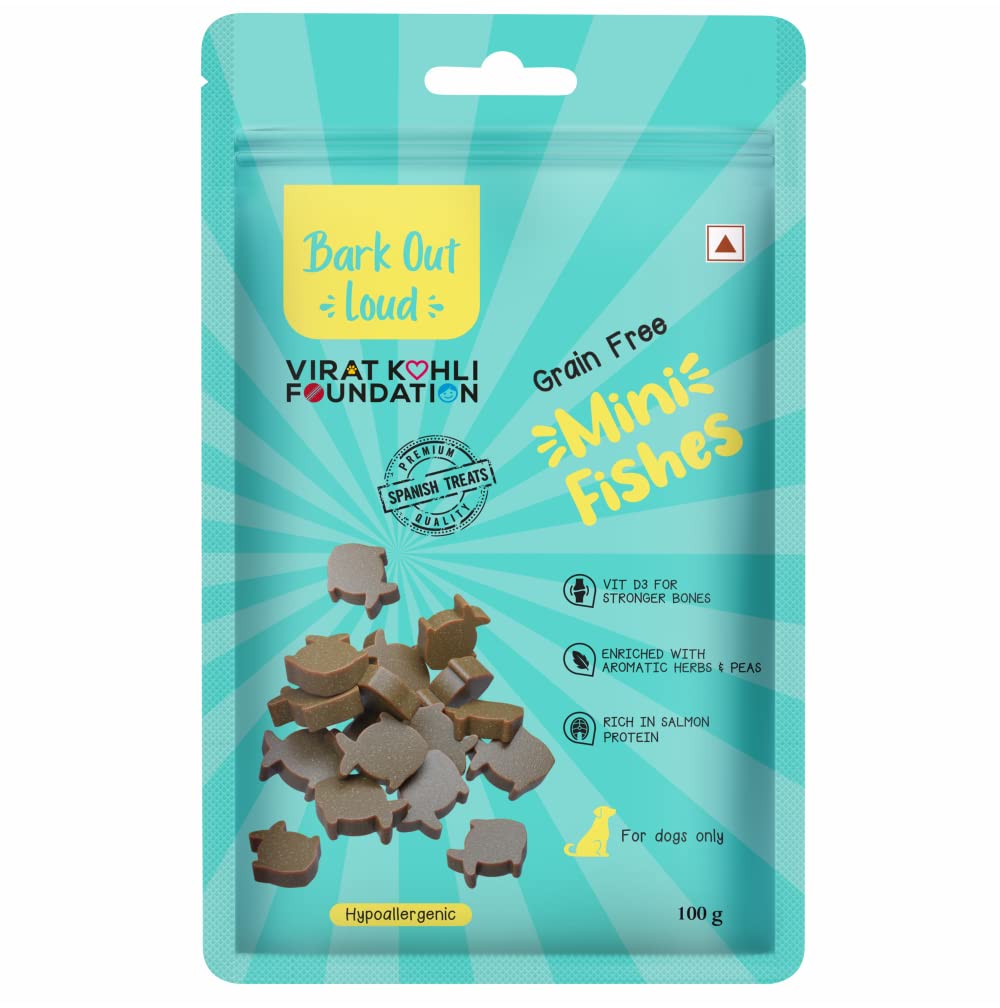 Bark Out
Loud
VIRAT KOHLI
FOUNDATION
Grain Free
Mini
Fishes
PREMIUM
SPANISH TREATS
QUALITY
VIT D3 FOR
STRONGER BONES
ENRICHED WITH
AROMATIC HERBS & PEAS
RICH IN SALMON
PROTEIN
For dogs only
Hypoallergenic
100 g